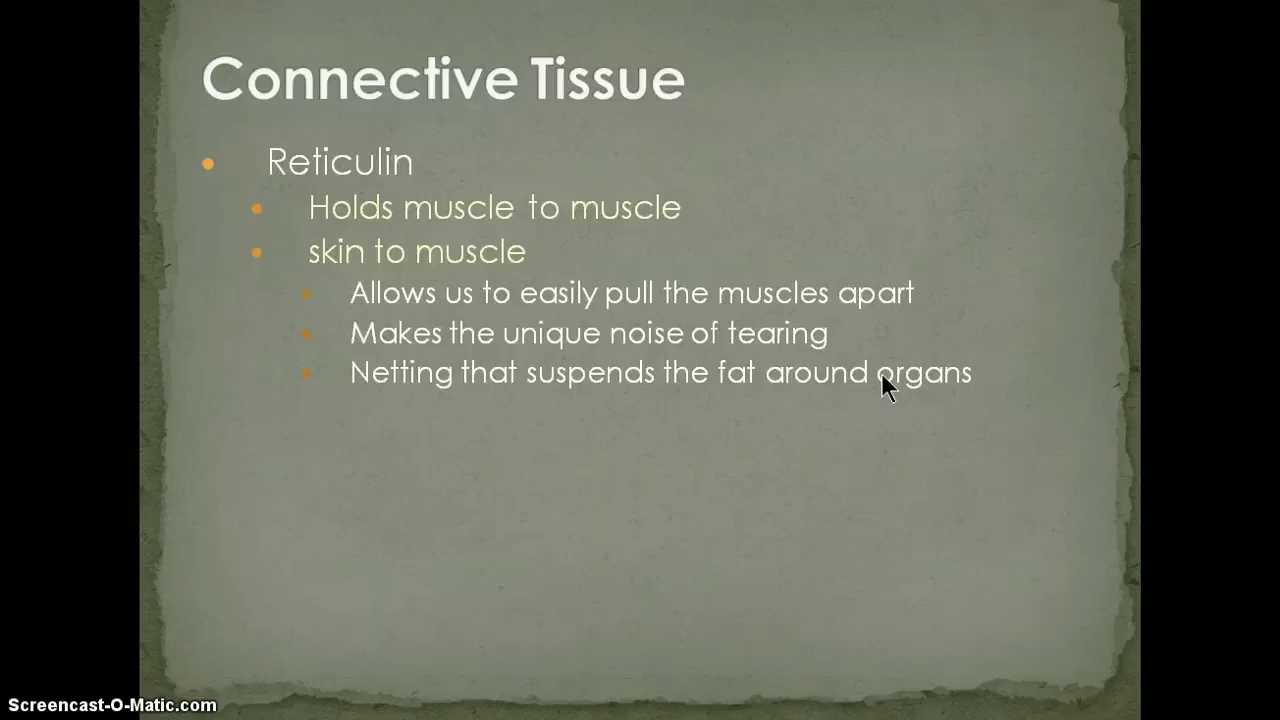 Connective Tissue
Reticulin
Holds muscle to muscle
skin to muscle
Allows us to easily pull the muscles apart
Makes the unique noise of tearing
Netting that suspends the fat around organs
Screencast-O-Matic.com